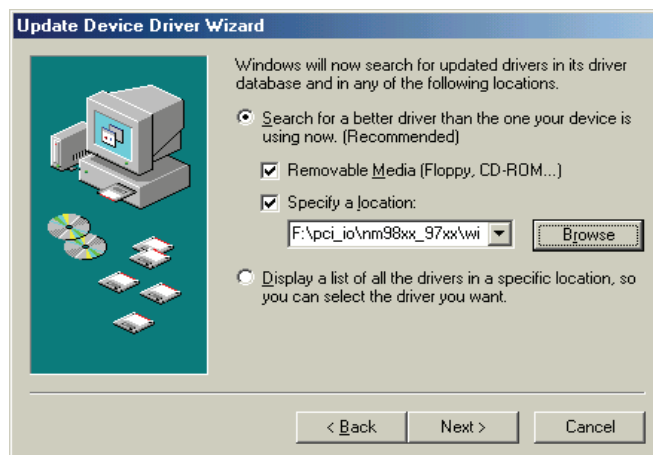 Update Device Driver Wizard
Windows will now search for updated drivers in its driver
database and in any of the following locations.
Search for a better driver than the one your device is
using now. (Recommended)
Removable Media (Floppy, CD-ROM...)
Specify a location:
F:\pci_io\nm98xx_97xx\wi
Browse
Display a list of all the drivers in a specific location, so
you can select the driver you want.
< Back
Next >
Cancel